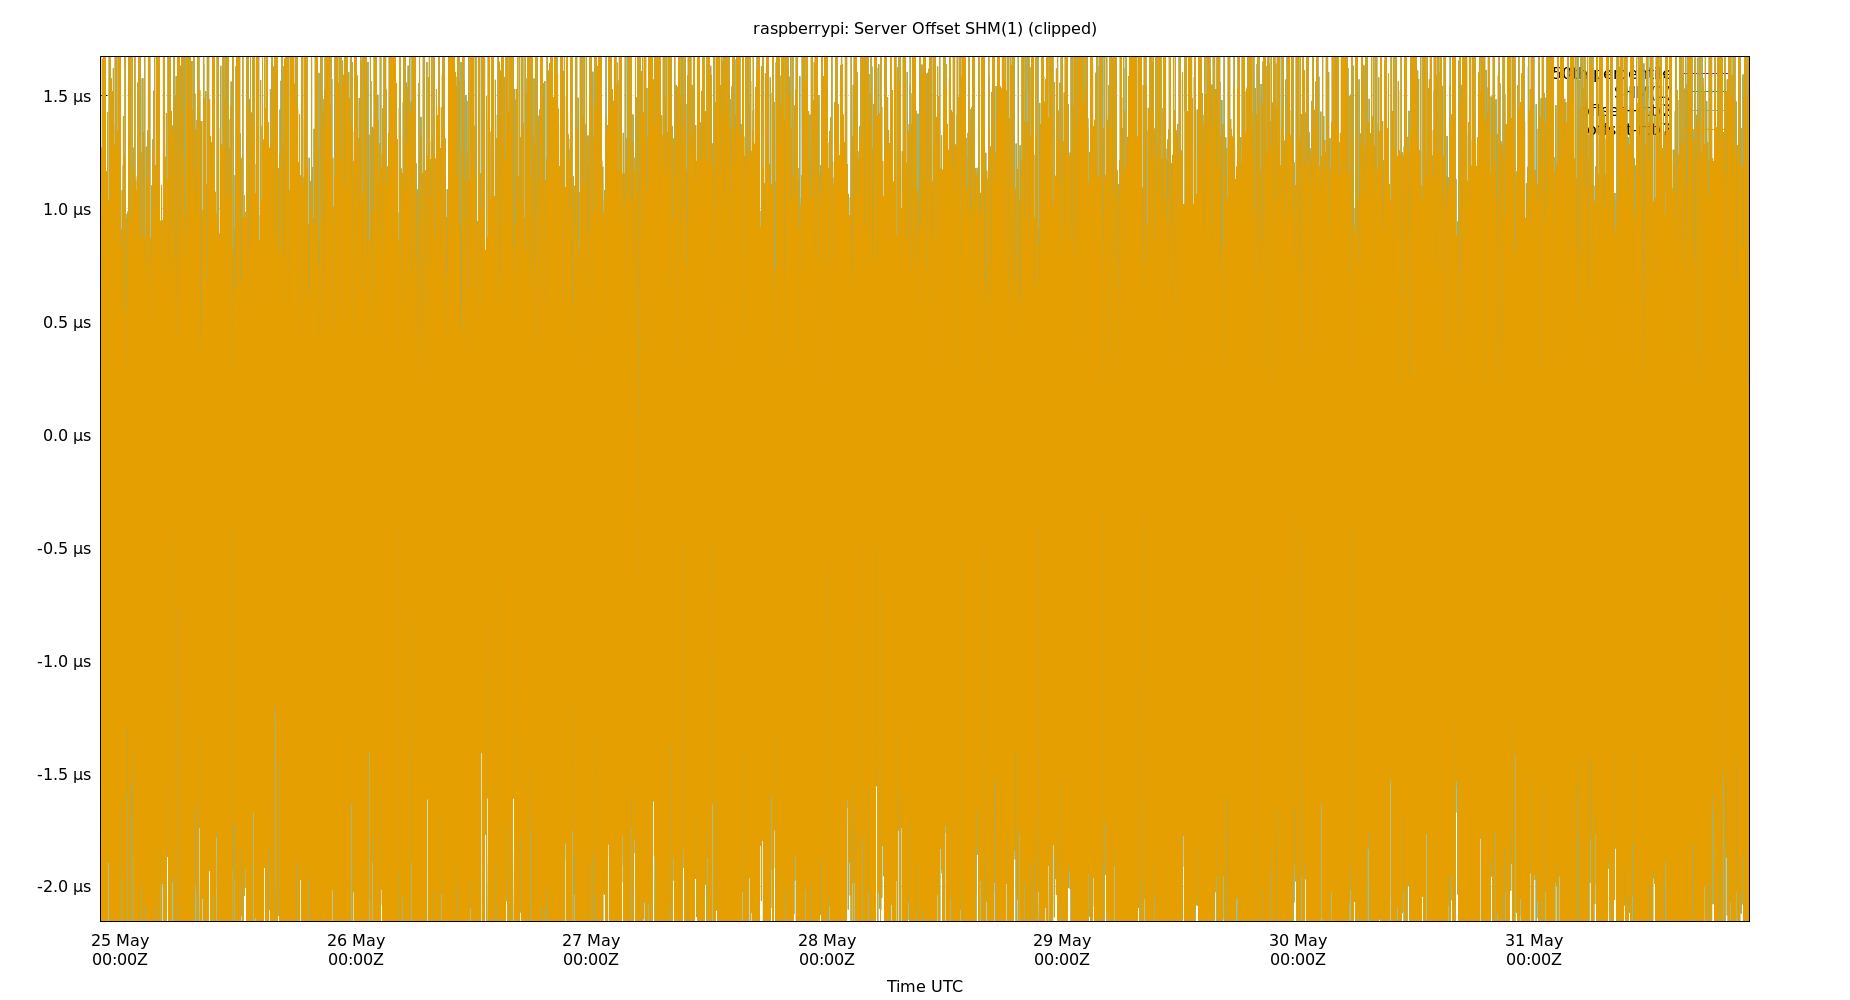 raspberrypi: Server Offset SHM(1) (clipped)
50th percentile
1.5 µs
1.0 µs
0.5 µs
0.0 µs
-0.5 µs
-1.0 µs
-1.5 µs
-2.0 µs
25 May 26 May 27 May 28 May 29 May 30 May 31 May
00:00Z 00:00Z 00:00Z 00:00Z 00:00Z 00:00Z 00:00Z
Time UTC